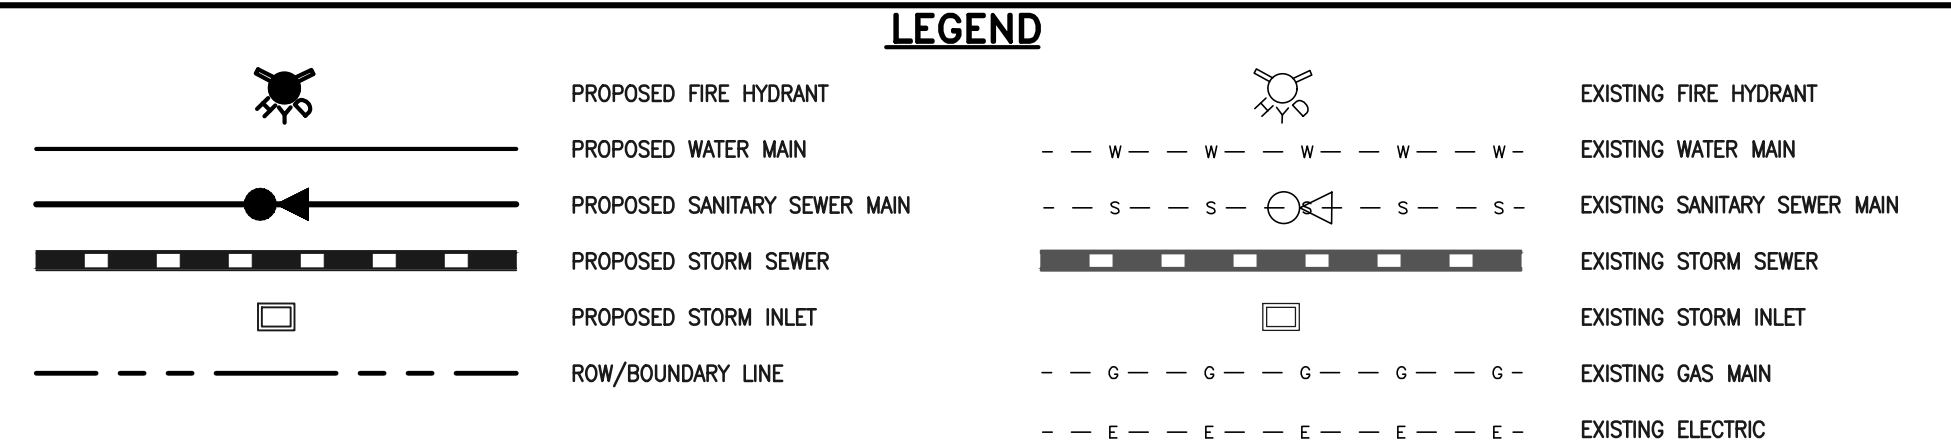 LEGEND
HYD PROPOSED FIRE HYDRANT HYD EXISTING FIRE HYDRANT
PROPOSED WATER MAIN W W W W W EXISTING WATER MAIN
PROPOSED SANITARY SEWER MAIN S S S S S EXISTING SANITARY SEWER MAIN
PROPOSED STORM SEWER EXISTING STORM SEWER
PROPOSED STORM INLET EXISTING STORM INLET
ROW/BOUNDARY LINE G G G G G EXISTING GAS MAIN
E E E E E EXISTING ELECTRIC